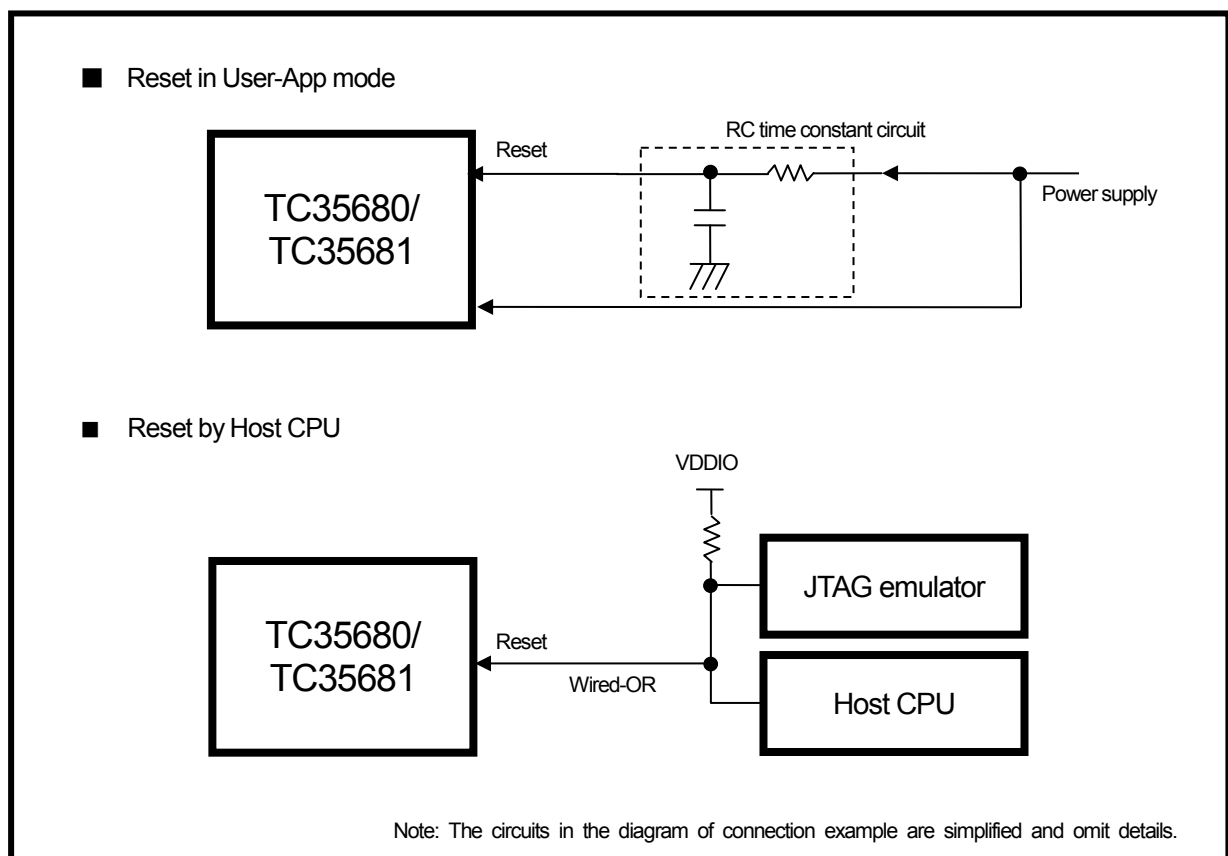 ■ Reset in User-App mode
RC time constant circuit
Reset
TC35680/
TC35681
Power supply
■ Reset by Host CPU
VDDIO
JTAG emulator
TC35680/
TC35681
Reset
Wired-OR
Host CPU
Note: The circuits in the diagram of connection example are simplified and omit details.